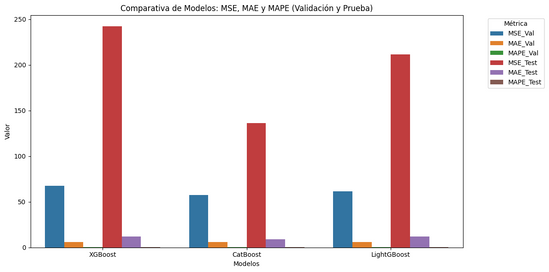 Comparativa de Modelos: MSE, MAE y MAPE (Validación y Prueba)
Métrica
MSE_Val
MAE_Val
MAPE_Val
MSE_Test
MAE_Test
MAPE_Test
Valor
250
200
150
100
50
0
XGBoost
CatBoost
LightGBoost
Modelos